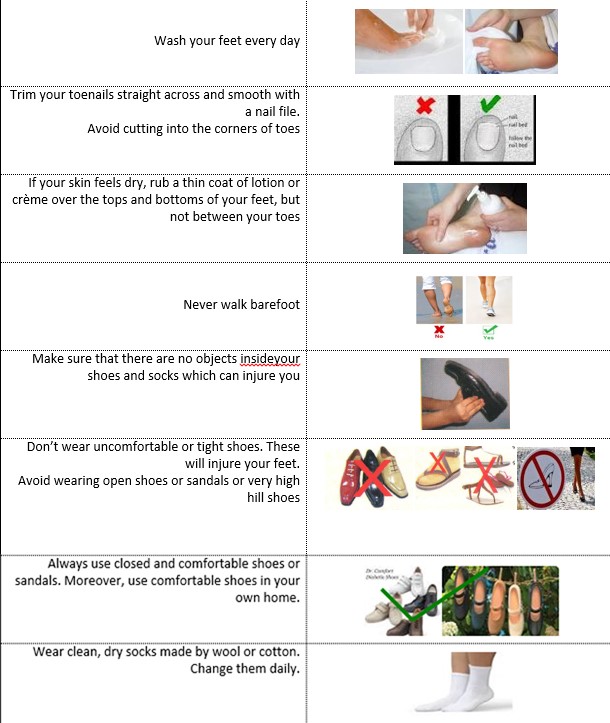 Wash your feet every day
Trim your toenails straight across and smooth with
a nail file.
Avoid cutting into the corners of toes
nail
nail bed
follow the
nail bed
If your skin feels dry, rub a thin coat of lotion or
crème over the tops and bottoms of your feet, but
not between your toes
Never walk barefoot
No
Yes
Make sure that there are no objects insideyour
shoes and socks which can injure you
Don’t wear uncomfortable or tight shoes. These
will injure your feet.
Avoid wearing open shoes or sandals or very high
hill shoes
Always use closed and comfortable shoes or
sandals. Moreover, use comfortable shoes in your
own home.
Dr. Comfort
Diabetic Shoes
Wear clean, dry socks made by wool or cotton.
Change them daily.